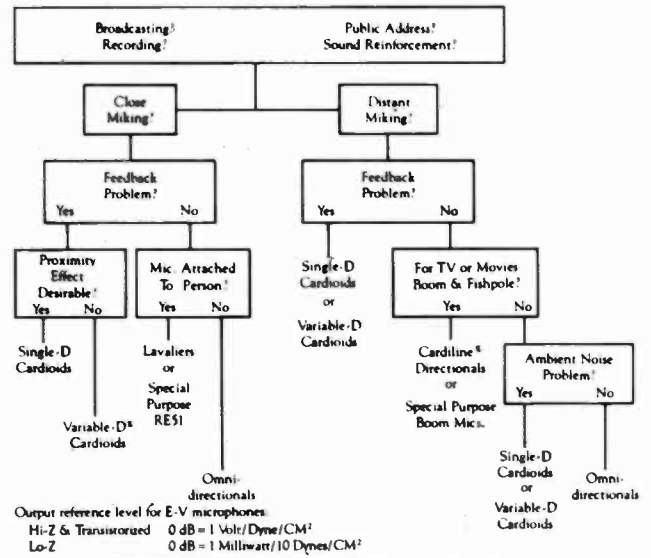 Broadcasting? Public Address?
Recording? Sound Reinforcement?
Close
Miking?
Distant
Miking?
Feedback
Problem?
Yes No
Feedback
Problem?
Yes No
Proximity
Effect
Desirable?
Yes No
Mic. Attached
To Person?
Yes No
Single-D
Cardioids
or
Variable-D
Cardioids
For TV or Movies
Boom & Fishpole?
Yes No
Single-D
Cardioids
Lavaliers
or
Special
Purpose
RE51
Cardiline®
Directionals
or
Special Purpose
Boom Mics.
Ambient Noise
Problem?
Yes No
Variable-D®
Cardioids
Omni-
directionals
Single-D
Cardioids
or
Variable-D
Cardioids
Omni-
directionals
Output reference level for E-V microphones
Hi-Z & Transistorized 0 dB = 1 Volt/Dyne/CM²
Lo-Z 0 dB = 1 Milliwatt/10 Dynes/CM²